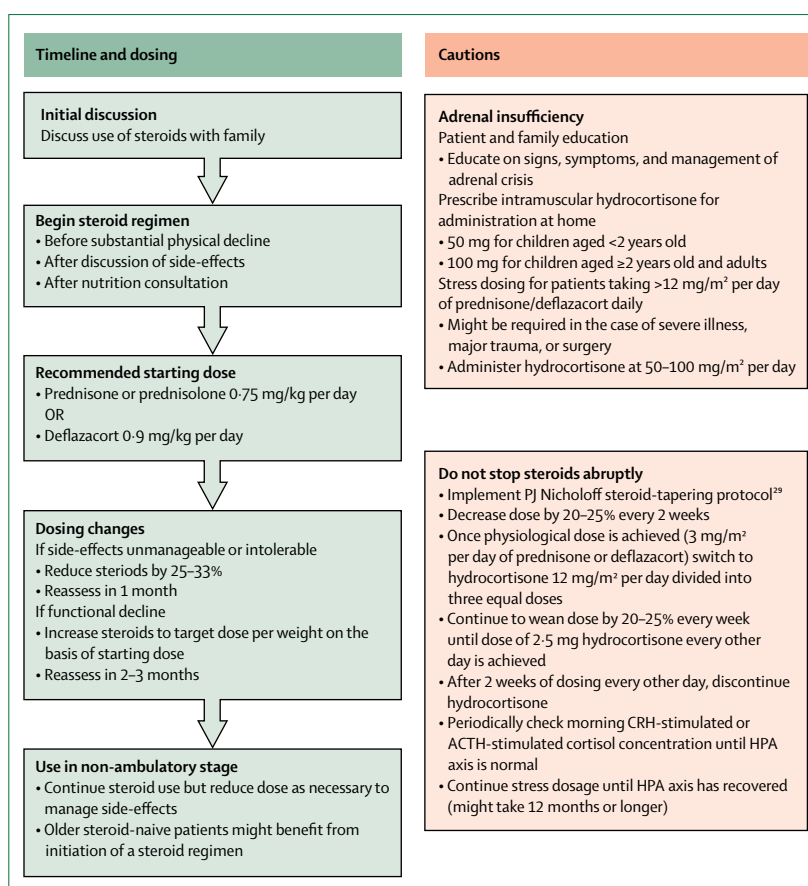 Timeline and dosing
Initial discussion
Discuss use of steroids with family
Begin steroid regimen
• Before substantial physical decline
• After discussion of side-effects
• After nutrition consultation
Recommended starting dose
• Prednisone or prednisolone 0·75 mg/kg per day
OR
• Deflazacort 0·9 mg/kg per day
Dosing changes
If side-effects unmanageable or intolerable
• Reduce steriods by 25–33%
• Reassess in 1 month
If functional decline
• Increase steroids to target dose per weight on the
basis of starting dose
• Reassess in 2–3 months
Use in non-ambulatory stage
• Continue steroid use but reduce dose as necessary to
manage side-effects
• Older steroid-naive patients might benefit from
initiation of a steroid regimen
Cautions
Adrenal insufficiency
Patient and family education
• Educate on signs, symptoms, and management of
adrenal crisis
Prescribe intramuscular hydrocortisone for
administration at home
• 50 mg for children aged <2 years old
• 100 mg for children aged ≥2 years old and adults
Stress dosing for patients taking >12 mg/m² per day
of prednisone/deflazacort daily
• Might be required in the case of severe illness,
major trauma, or surgery
• Administer hydrocortisone at 50–100 mg/m² per day
Do not stop steroids abruptly
• Implement PJ Nicholoff steroid-tapering protocol²⁹
• Decrease dose by 20–25% every 2 weeks
• Once physiological dose is achieved (3 mg/m²
per day of prednisone or deflazacort) switch to
hydrocortisone 12 mg/m² per day divided into
three equal doses
• Continue to wean dose by 20–25% every week
until dose of 2·5 mg hydrocortisone every other
day is achieved
• After 2 weeks of dosing every other day, discontinue
hydrocortisone
• Periodically check morning CRH-stimulated or
ACTH-stimulated cortisol concentration until HPA
axis is normal
• Continue stress dosage until HPA axis has recovered
(might take 12 months or longer)